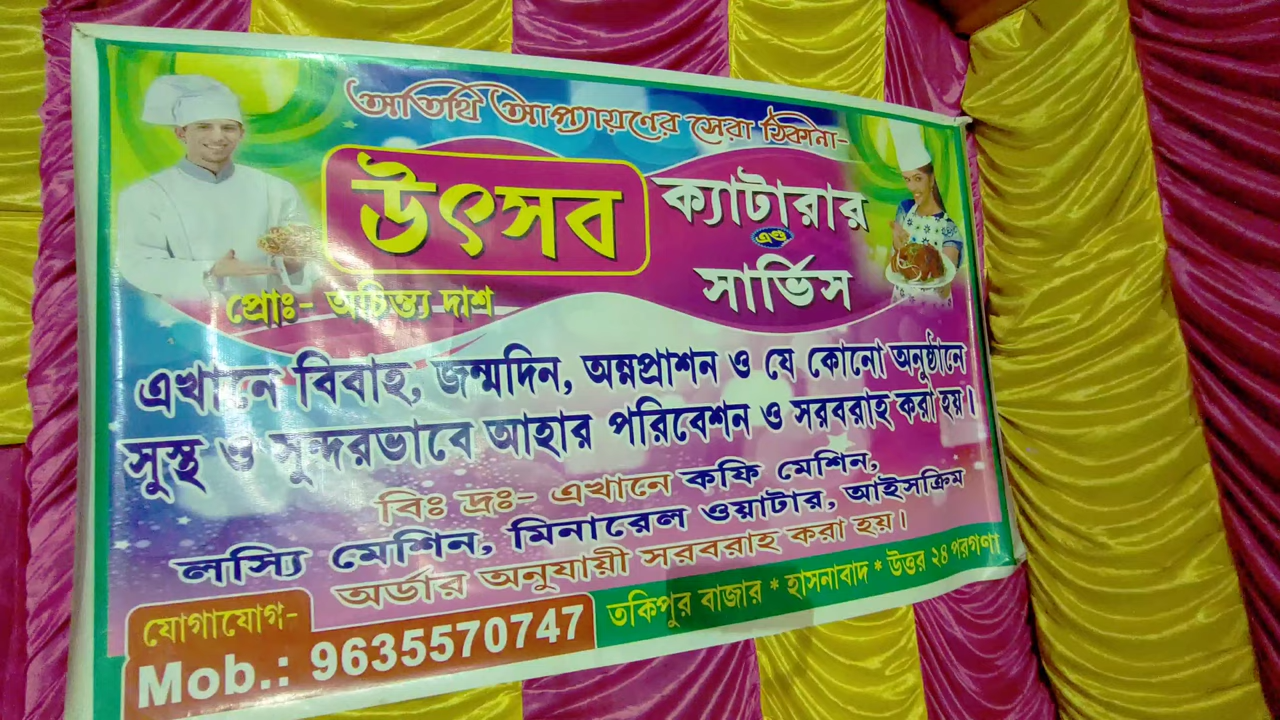 অতিথি আপ্যায়ণের সেরা ঠিকানা-
উৎসব ক্যাটারার
এণ্ড
সার্ভিস
প্রোঃ- অচিন্ত্য দাশ
এখানে বিবাহ, জন্মদিন, অন্নপ্রাশন ও যে কোনো অনুষ্ঠানে
সুস্থ ও সুন্দরভাবে আহার পরিবেশন ও সরবরাহ করা হয়।
বিঃ দ্রঃ- এখানে কফি মেশিন,
লস্যি মেশিন, মিনারেল ওয়াটার, আইসক্রিম
অর্ডার অনুযায়ী সরবরাহ করা হয়।
যোগাযোগ-
Mob.: 9635570747
তকিপুর বাজার * হাসনাবাদ * উত্তর ২৪ পরগণা